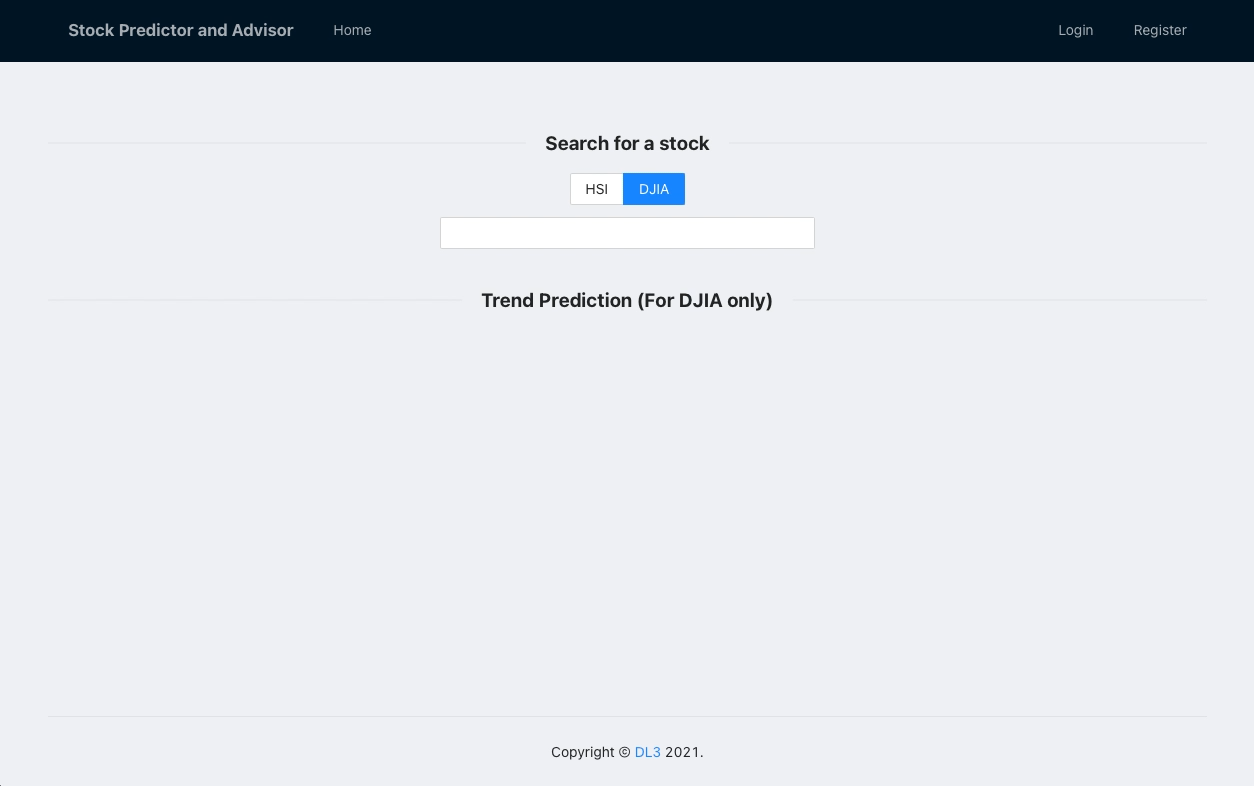 Stock Predictor and Advisor Home Login Register
Search for a stock
HSI DJIA
Trend Prediction (For DJIA only)
Copyright © DL3 2021.